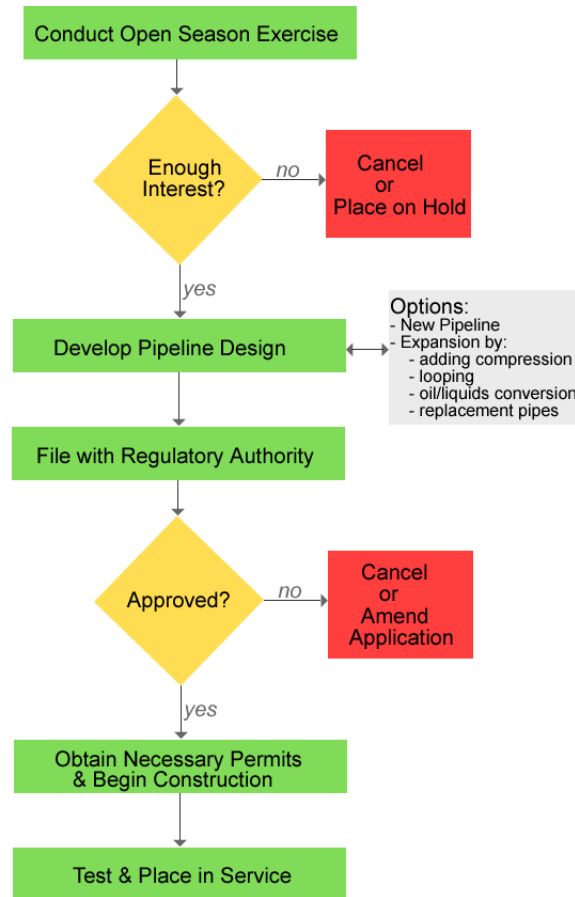 Conduct Open Season Exercise
Enough
Interest?
no
Cancel
or
Place on Hold
yes
Options:
- New Pipeline
- Expansion by:
- adding compression
- looping
- oil/liquids conversion
- replacement pipes
Develop Pipeline Design
File with Regulatory Authority
Approved?
no
Cancel
or
Amend
Application
yes
Obtain Necessary Permits
& Begin Construction
Test & Place in Service